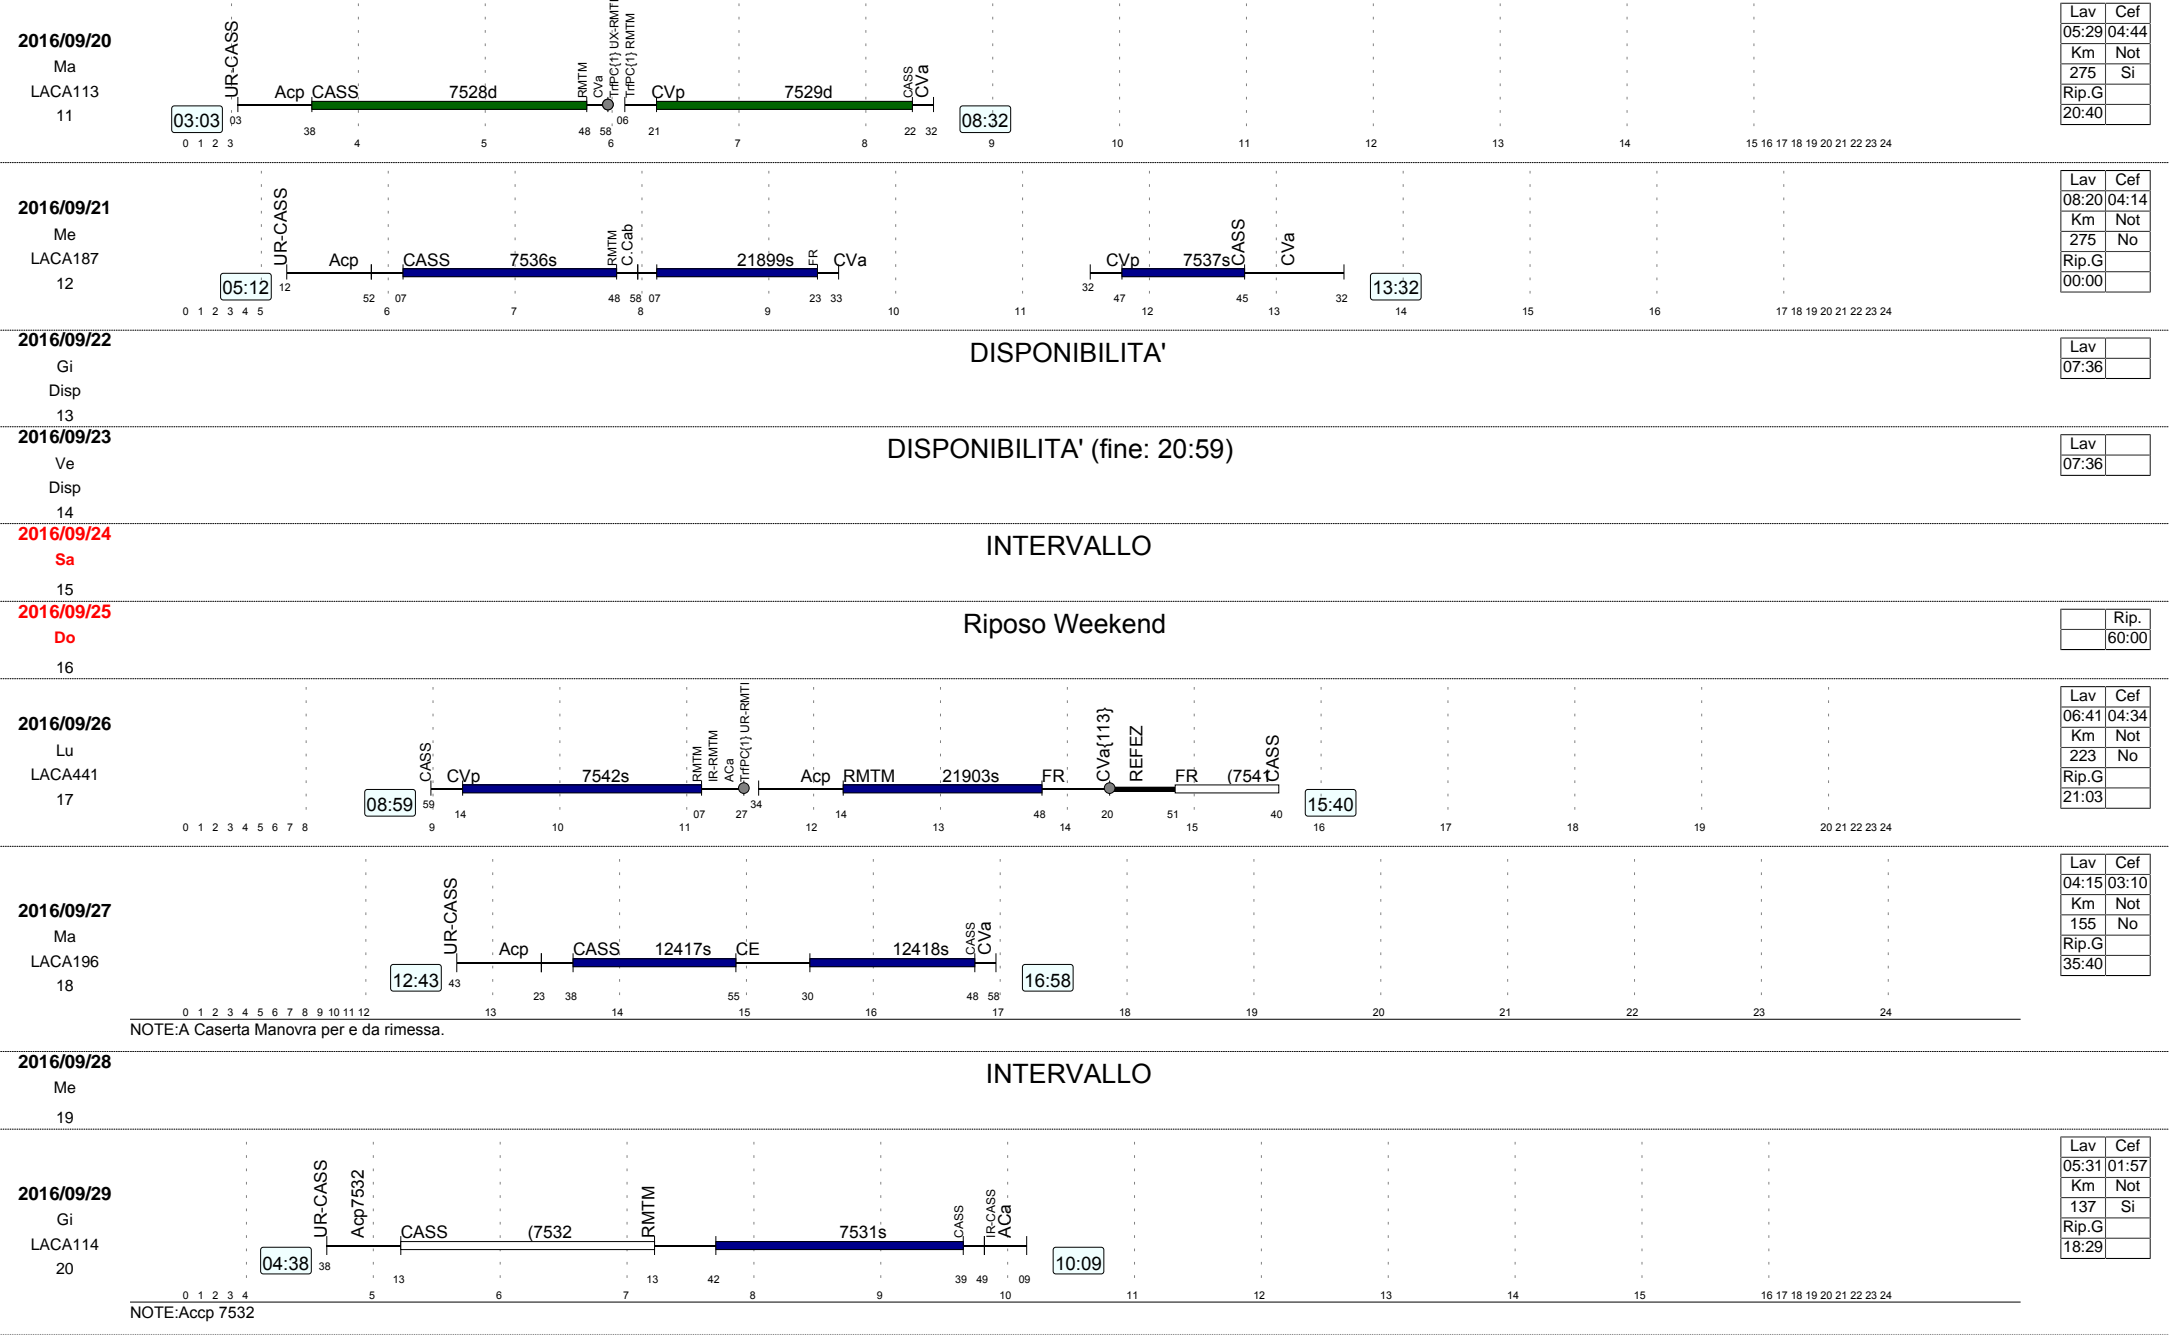 2016/09/20
Ma
LACA113
11
03:03
UR-CASS
Acp
CASS
7528d
RMTM
CVa
TrfPC{1} RMTM
CVp
7529d
CASS
CVa
08:32
03 38 48 58 06 21 22 32
0 1 2 3 4 5 6 7 8 9 10 11 12 13 14 15 16 17 18 19 20 21 22 23 24
Lav Cef
05:29 04:44
Km Not
275 Si
Rip.G
20:40
2016/09/21
Me
LACA187
12
05:12
UR-CASS
Acp
CASS
7536s
RMTM
C.Cab
21899s
FR
CVa
CVp
7537s
CASS
CVa
13:32
12 52 07 48 58 07 23 33 32 47 45 32
0 1 2 3 4 5 6 7 8 9 10 11 12 13 14 15 16 17 18 19 20 21 22 23 24
Lav Cef
08:20 04:14
Km Not
275 No
Rip.G
00:00
2016/09/22
Gi
Disp
13
DISPONIBILITA'
Lav
07:36
2016/09/23
Ve
Disp
14
DISPONIBILITA' (fine: 20:59)
Lav
07:36
2016/09/24
Sa
15
INTERVALLO
2016/09/25
Do
16
Riposo Weekend
Rip.
60:00
2016/09/26
Lu
LACA441
17
08:59
CASS
CVp
7542s
RMTM
IR-RMTM
ACa
TrfPC{1} UR-RMTI
Acp
RMTM
21903s
FR
CVa{113}
REFEZ
FR
(7541
CASS
15:40
59 14 07 27 34 14 48 20 51 40
0 1 2 3 4 5 6 7 8 9 10 11 12 13 14 15 16 17 18 19 20 21 22 23 24
Lav Cef
06:41 04:34
Km Not
223 No
Rip.G
21:03
2016/09/27
Ma
LACA196
18
12:43
UR-CASS
Acp
CASS
12417s
CE
12418s
CASS
CVa
16:58
43 23 38 55 30 48 58
0 1 2 3 4 5 6 7 8 9 10 11 12 13 14 15 16 17 18 19 20 21 22 23 24
NOTE:A Caserta Manovra per e da rimessa.
Lav Cef
04:15 03:10
Km Not
155 No
Rip.G
35:40
2016/09/28
Me
19
INTERVALLO
2016/09/29
Gi
LACA114
20
04:38
UR-CASS
Acp7532
CASS
(7532
RMTM
7531s
CASS
IR-CASS
ACa
10:09
38 13 13 42 39 49 09
0 1 2 3 4 5 6 7 8 9 10 11 12 13 14 15 16 17 18 19 20 21 22 23 24
NOTE:Accp 7532
Lav Cef
05:31 01:57
Km Not
137 Si
Rip.G
18:29